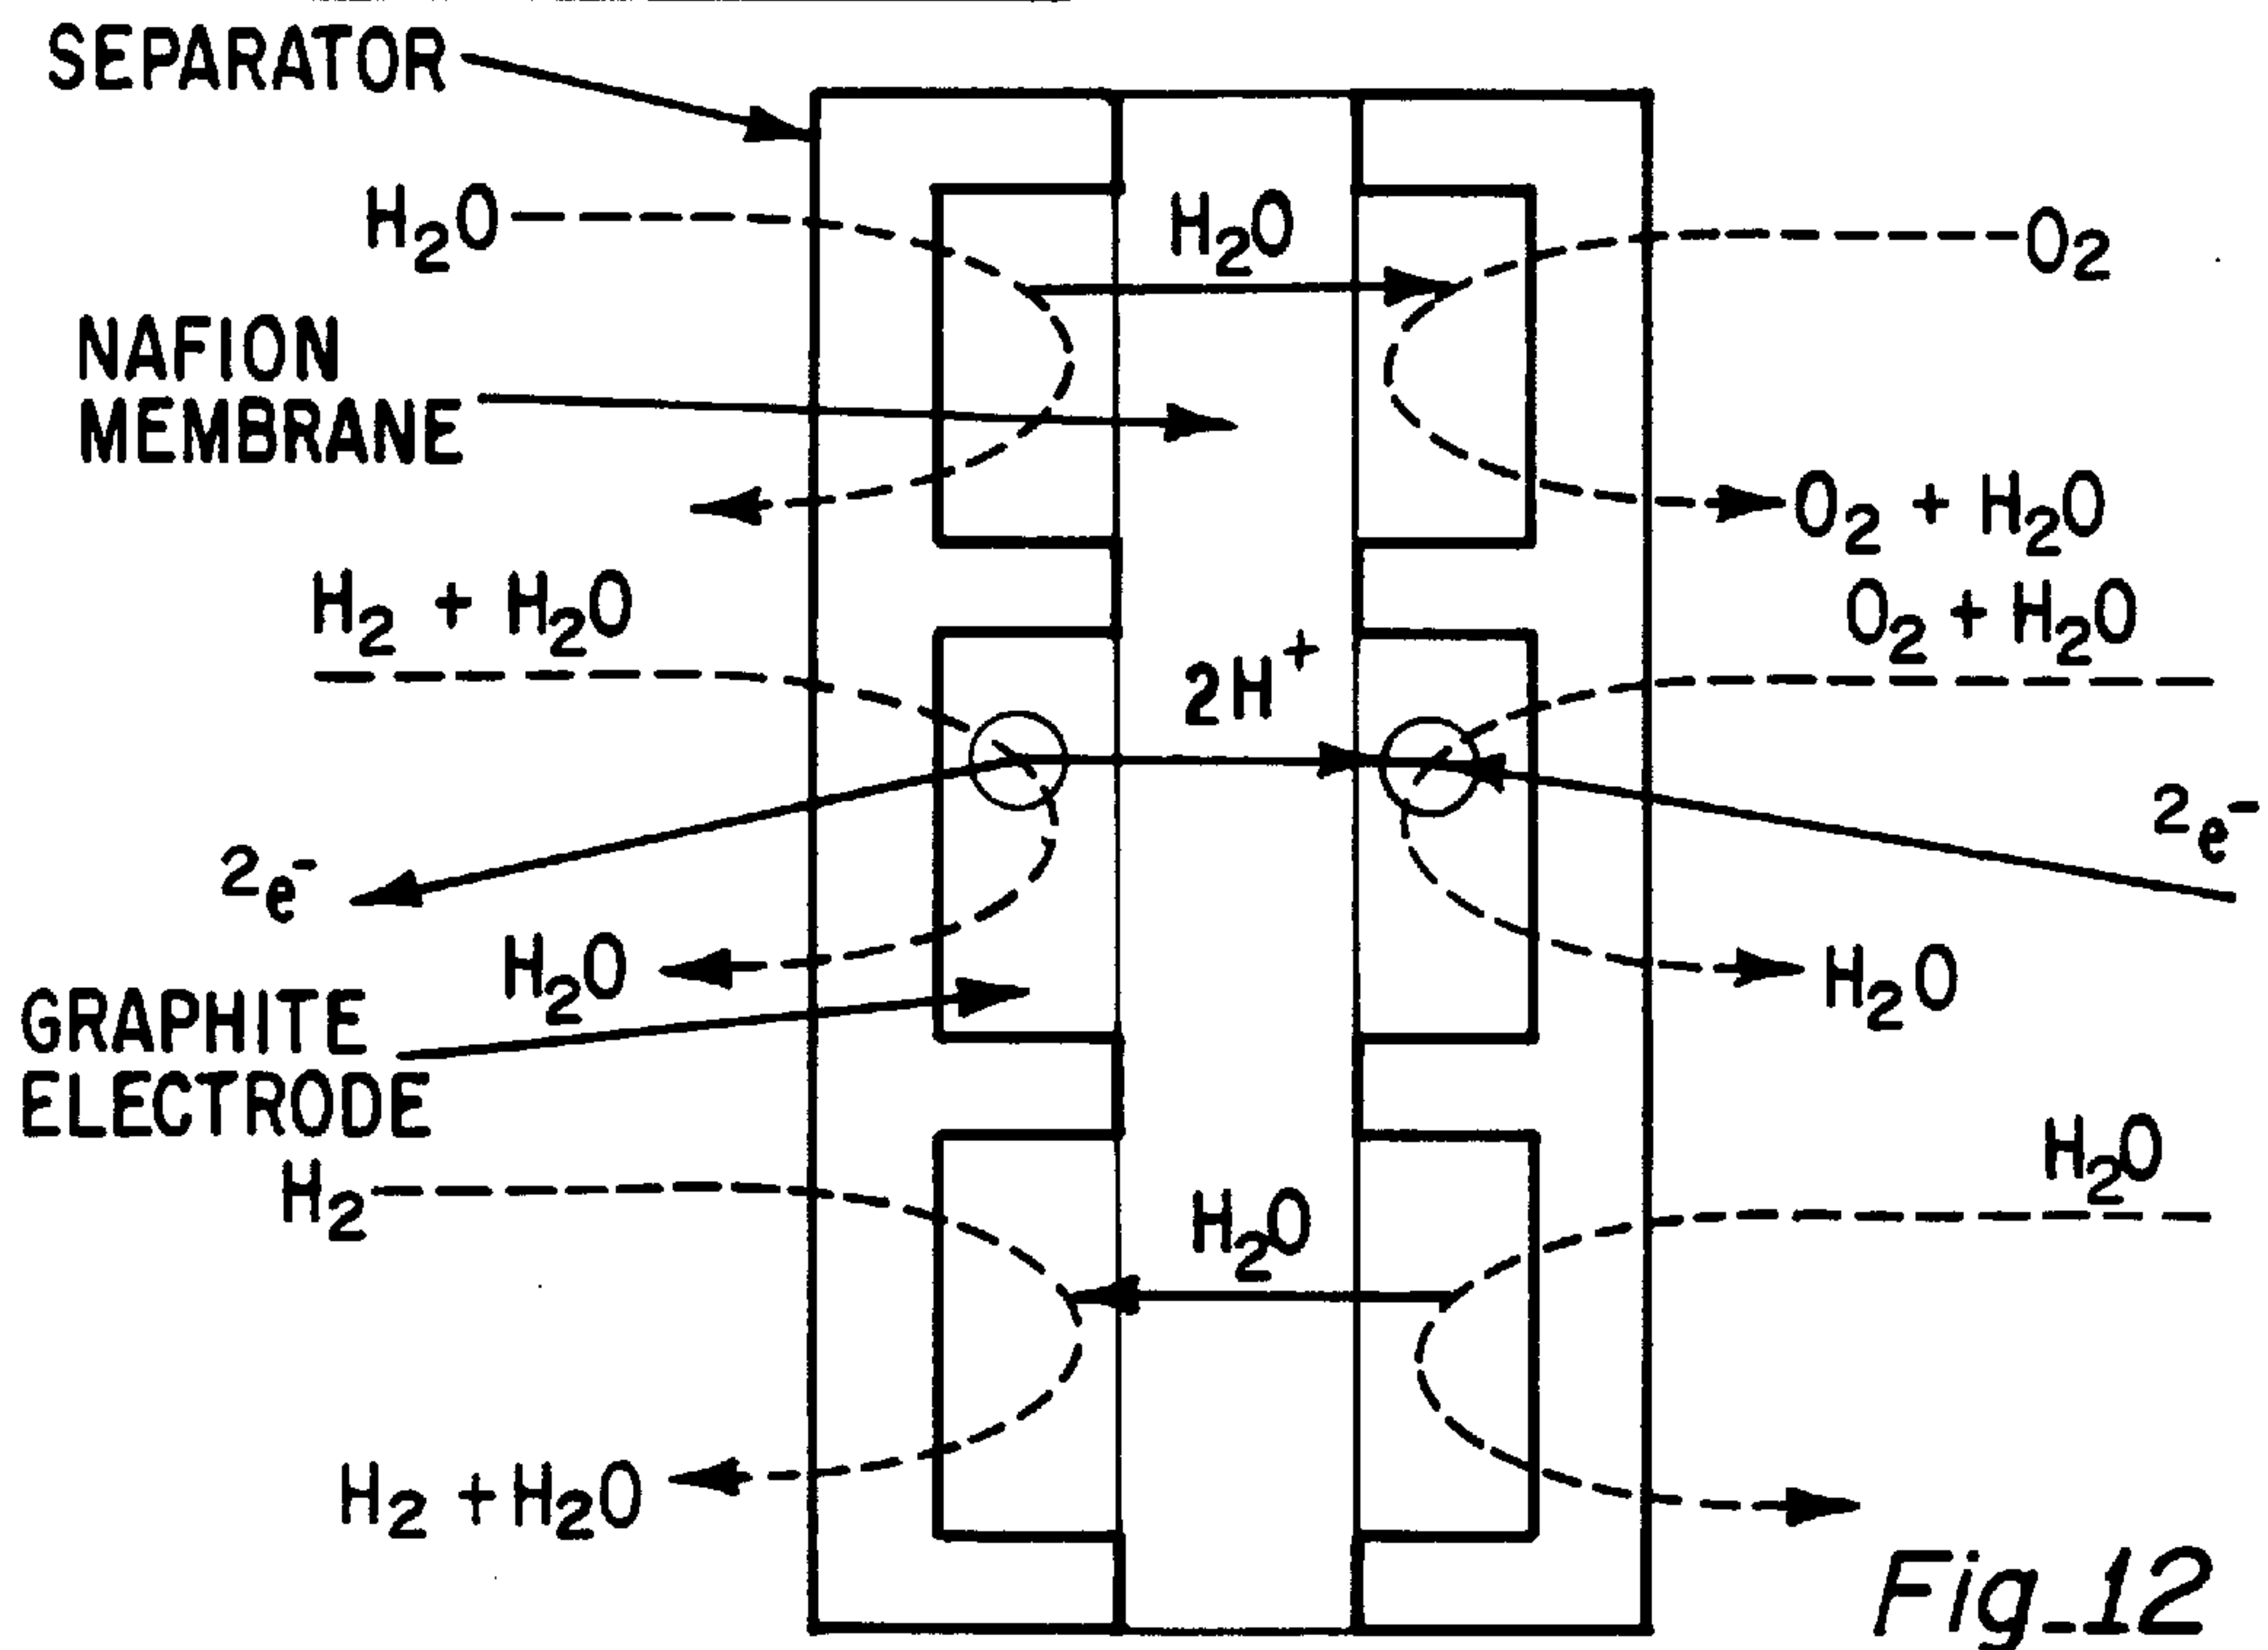 SEPARATOR
H₂O
H₂O
O₂
NAFION
MEMBRANE
O₂ + H₂O
H₂ + H₂O
O₂ + H₂O
2H⁺
2e⁻
2e⁻
H₂O
H₂O
GRAPHITE
ELECTRODE
H₂
H₂O
H₂O
H₂ + H₂O
Fig_12